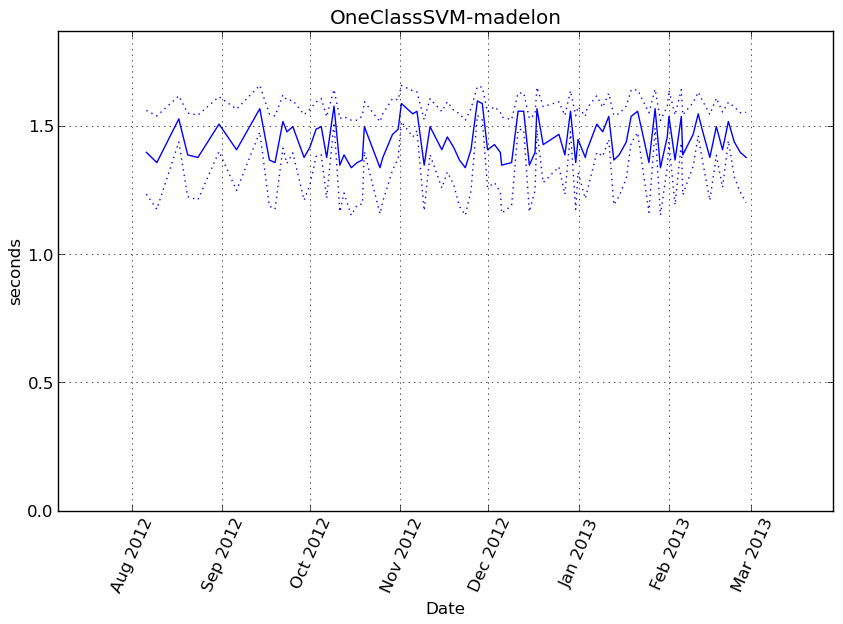 OneClassSVM-madelon
1.5
1.0
0.5
0.0
seconds
Aug 2012
Sep 2012
Oct 2012
Nov 2012
Dec 2012
Jan 2013
Feb 2013
Mar 2013
Date